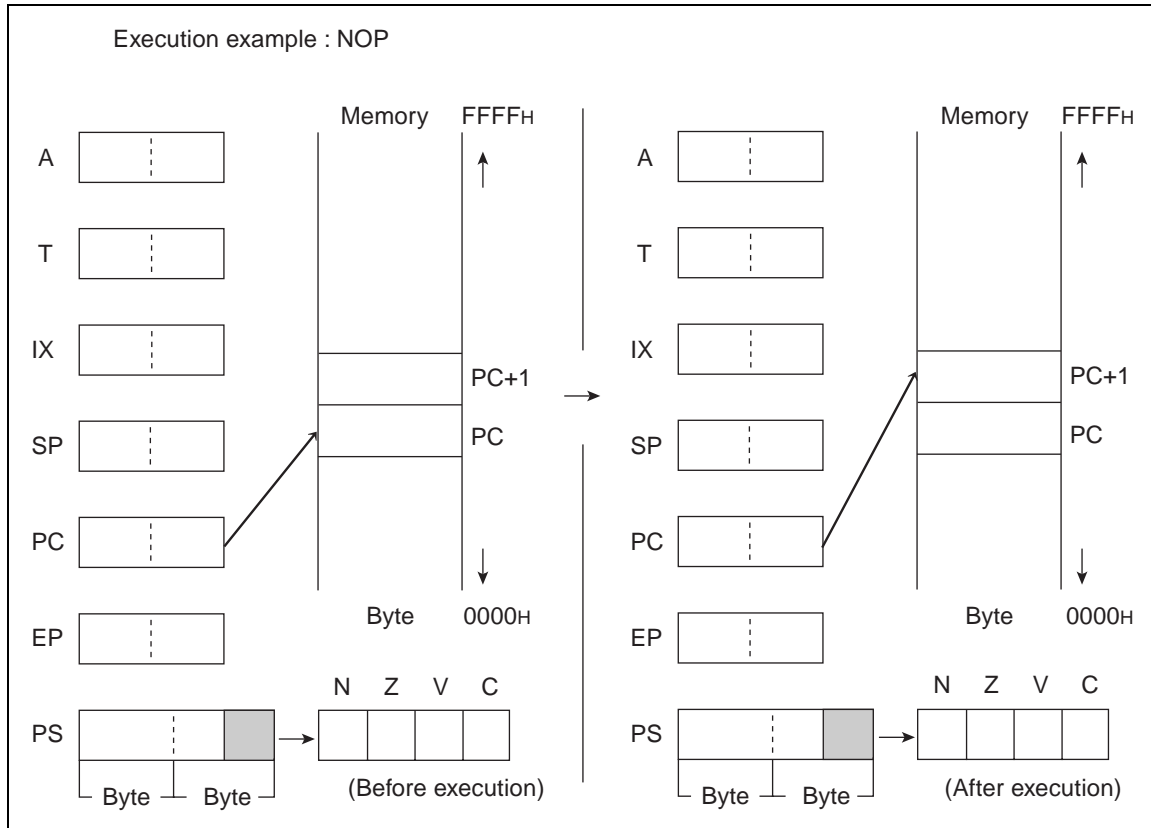 Execution example : NOP
Memory FFFFH
A
T
IX
PC+1
SP
PC
PC
Byte 0000H
EP
N Z V C
PS
Byte Byte
(Before execution)
Memory FFFFH
A
T
IX
PC+1
SP
PC
PC
Byte 0000H
EP
N Z V C
PS
Byte Byte
(After execution)